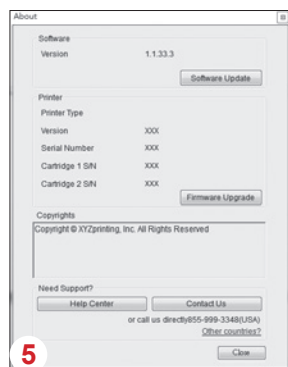 About
Software
Version 1.1.33.3
Software Update
Printer
Printer Type
Version XXX
Serial Number XXX
Cartridge 1 S/N XXX
Cartridge 2 S/N XXX
Firmware Upgrade
Copyrights
Copyright © XYZprinting, Inc. All Rights Reserved
Need Support?
Help Center Contact Us
or call us directly855-999-3348(USA)
Other countries?
Close
5